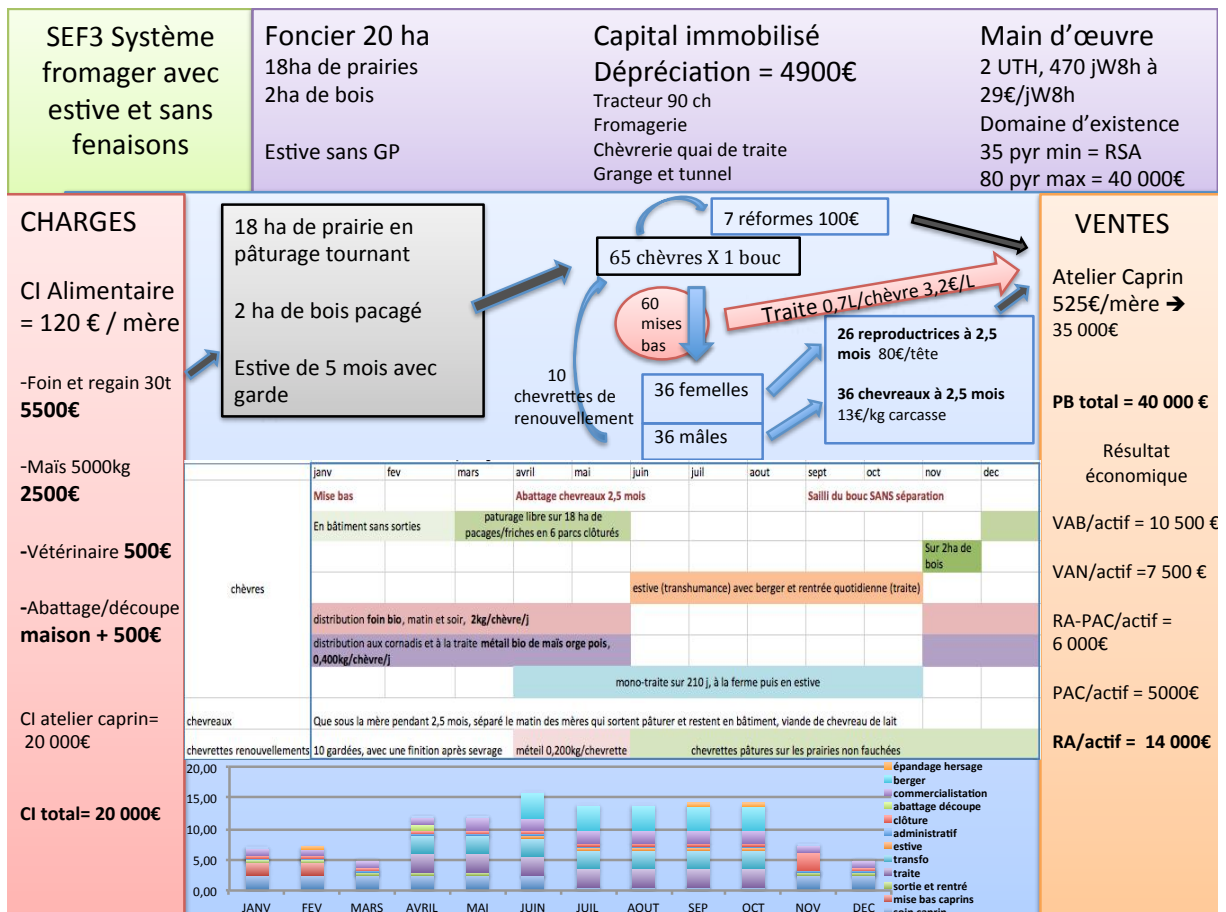 SEF3 Système
fromager avec
estive et sans
fenaisons
Foncier 20 ha
18ha de prairies
2ha de bois
Estive sans GP
Capital immobilisé
Dépréciation = 4900€
Tracteur 90 ch
Fromagerie
Chèvrerie quai de traite
Grange et tunnel
Main d’œuvre
2 UTH, 470 jW8h à
29€/jW8h
Domaine d’existence
35 pyr min = RSA
80 pyr max = 40 000€
CHARGES
CI Alimentaire
= 120 € / mère
-Foin et regain 30t
5500€
-Maïs 5000kg
2500€
-Vétérinaire 500€
-Abattage/découpe
maison + 500€
CI atelier caprin=
20 000€
CI total= 20 000€
18 ha de prairie en
pâturage tournant
2 ha de bois pacagé
Estive de 5 mois avec
garde
7 réformes 100€
65 chèvres X 1 bouc
60
mises
bas
Traite 0,7L/chèvre 3,2€/L
10
chevrettes de
renouvellement
36 femelles
36 mâles
26 reproductrices à 2,5
mois 80€/tête
36 chevreaux à 2,5 mois
13€/kg carcasse
VENTES
Atelier Caprin
525€/mère ➔
35 000€
PB total = 40 000 €
Résultat
économique
VAB/actif = 10 500 €
VAN/actif =7 500 €
RA-PAC/actif =
6 000€
PAC/actif = 5000€
RA/actif = 14 000€
janv fev mars avril mai juin juil aout sept oct nov dec
Mise bas Abattage chevreaux 2,5 mois Sailli du bouc SANS séparation
chèvres
En bâtiment sans sorties
paturage libre sur 18 ha de
pacages/friches en 6 parcs clôturés
Sur 2ha de
bois
estive (transhumance) avec berger et rentrée quotidienne (traite)
distribution foin bio, matin et soir, 2kg/chèvre/j
distribution aux cornadis et à la traite métail bio de maïs orge pois,
0,400kg/chèvre/j
mono-traite sur 210 j, à la ferme puis en estive
chevreaux Que sous la mère pendant 2,5 mois, séparé le matin des mères qui sortent pâturer et restent en bâtiment, viande de chevreau de lait
chevrettes renouvellements 10 gardées, avec une finition après sevrage méteil 0,200kg/chevrette chevrettes pâtures sur les prairies non fauchées
20,00
15,00
10,00
5,00
0,00
JANV FEV MARS AVRIL MAI JUIN JUIL AOUT SEP OCT NOV DEC
épandage hersage
berger
commercialistation
abattage découpe
clôture
administratif
estive
transfo
traite
sortie et rentré
mise bas caprins
soin caprin